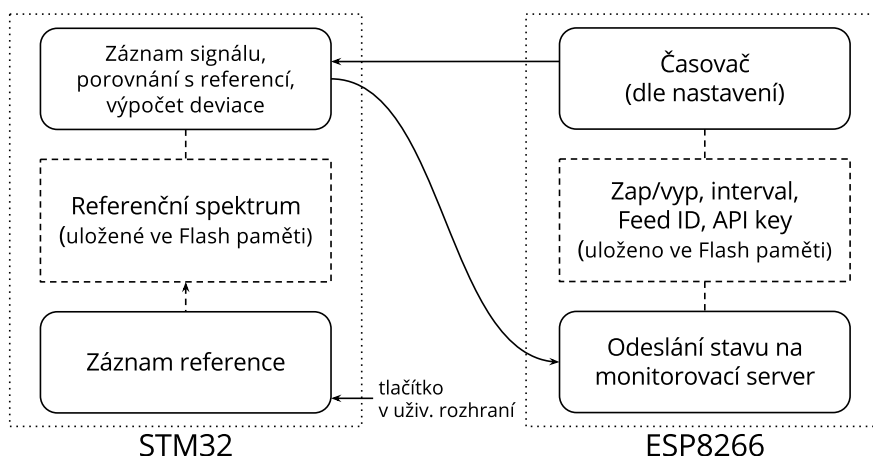 Záznam signálu,
porovnání s referencí,
výpočet deviace
Referenční spektrum
(uložené ve Flash paměti)
Záznam reference
tlačítko
v uživ. rozhraní
STM32
Časovač
(dle nastavení)
Zap/vyp, interval,
Feed ID, API key
(uloženo ve Flash paměti)
Odeslání stavu na
monitorovací server
ESP8266